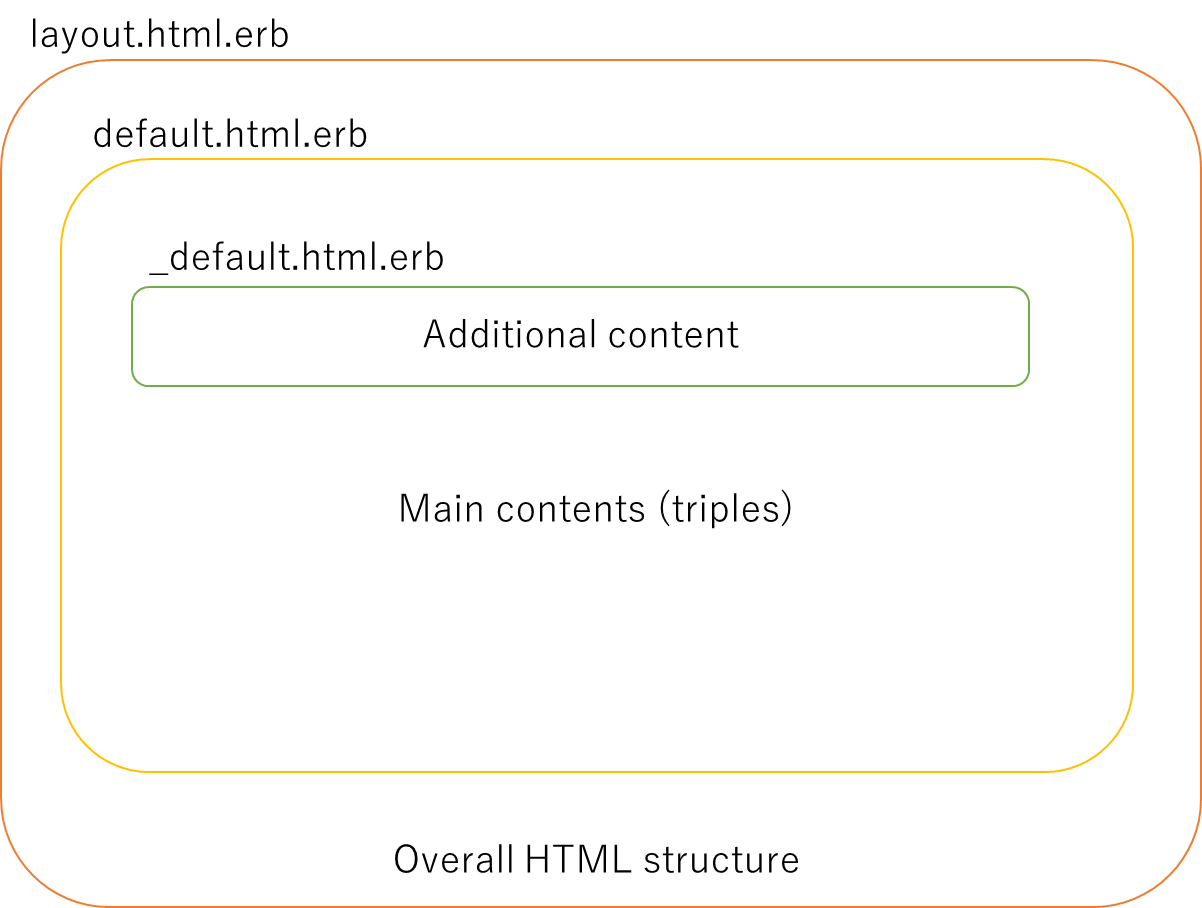 layout.html.erb
default.html.erb
_default.html.erb
Additional content
Main contents (triples)
Overall HTML structure